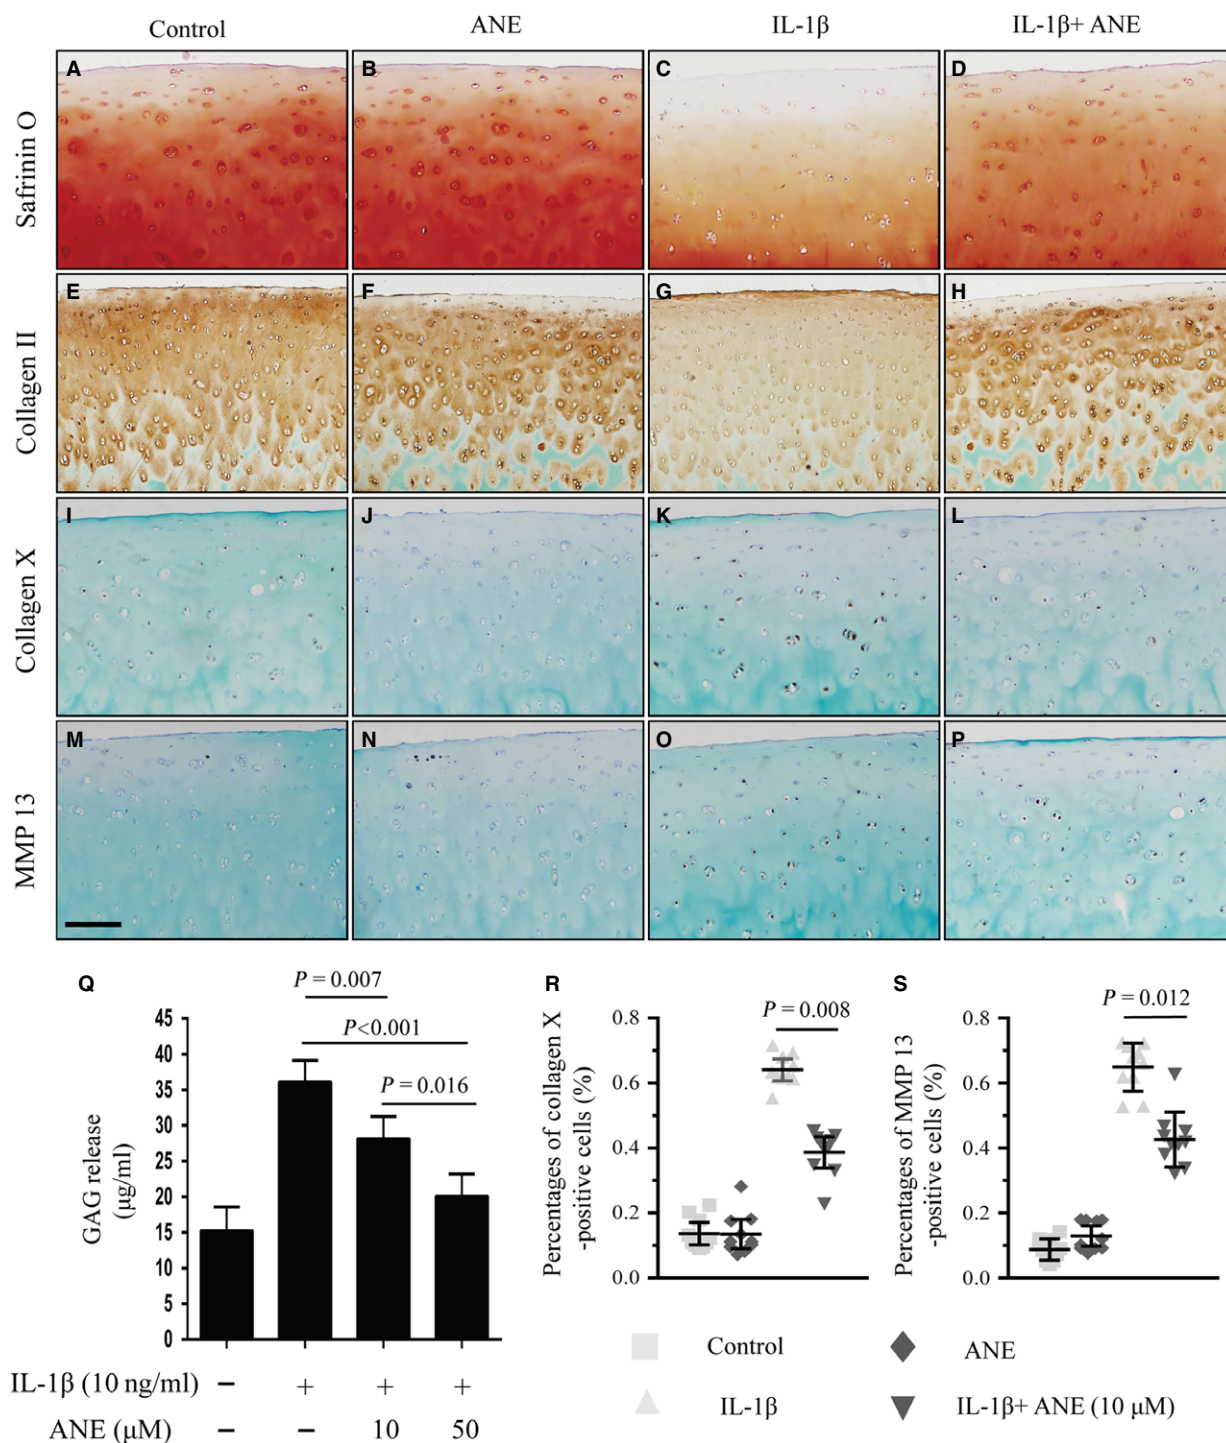 Control ANE IL-1β IL-1β+ ANE
Safrinin O
A B C D
Collagen II
E F G H
Collagen X
I J K L
MMP 13
M N O P
Q
P = 0.007
P<0.001
P = 0.016
GAG release
(µg/ml)
45
40
35
30
25
20
15
10
5
0
IL-1β (10 ng/ml) – + + +
ANE (µM) – – 10 50
R
P = 0.008
Percentages of collagen X
-positive cells (%)
0.8
0.6
0.4
0.2
0.0
S
P = 0.012
Percentages of MMP 13
-positive cells (%)
0.8
0.6
0.4
0.2
0.0
Control ANE
IL-1β IL-1β+ ANE (10 µM)